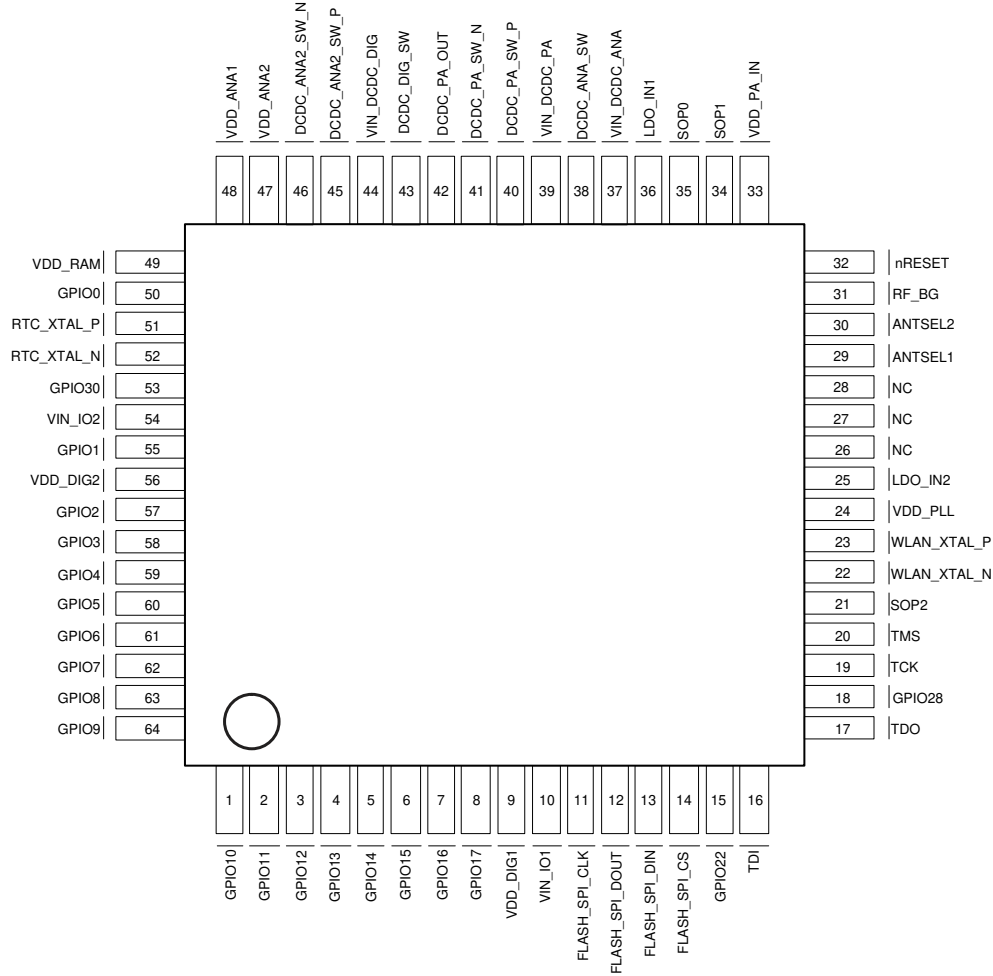 VDD_ANA1
VDD_ANA2
DCDC_ANA2_SW_N
DCDC_ANA2_SW_P
VIN_DCDC_DIG
DCDC_DIG_SW
DCDC_PA_OUT
DCDC_PA_SW_N
DCDC_PA_SW_P
VIN_DCDC_PA
DCDC_ANA_SW
VIN_DCDC_ANA
LDO_IN1
SOP0
SOP1
VDD_PA_IN
48 47 46 45 44 43 42 41 40 39 38 37 36 35 34 33
VDD_RAM 49
GPIO0 50
RTC_XTAL_P 51
RTC_XTAL_N 52
GPIO30 53
VIN_IO2 54
GPIO1 55
VDD_DIG2 56
GPIO2 57
GPIO3 58
GPIO4 59
GPIO5 60
GPIO6 61
GPIO7 62
GPIO8 63
GPIO9 64
32 nRESET
31 RF_BG
30 ANTSEL2
29 ANTSEL1
28 NC
27 NC
26 NC
25 LDO_IN2
24 VDD_PLL
23 WLAN_XTAL_P
22 WLAN_XTAL_N
21 SOP2
20 TMS
19 TCK
18 GPIO28
17 TDO
1 2 3 4 5 6 7 8 9 10 11 12 13 14 15 16
GPIO10
GPIO11
GPIO12
GPIO13
GPIO14
GPIO15
GPIO16
GPIO17
VDD_DIG1
VIN_IO1
FLASH_SPI_CLK
FLASH_SPI_DOUT
FLASH_SPI_DIN
FLASH_SPI_CS
GPIO22
TDI